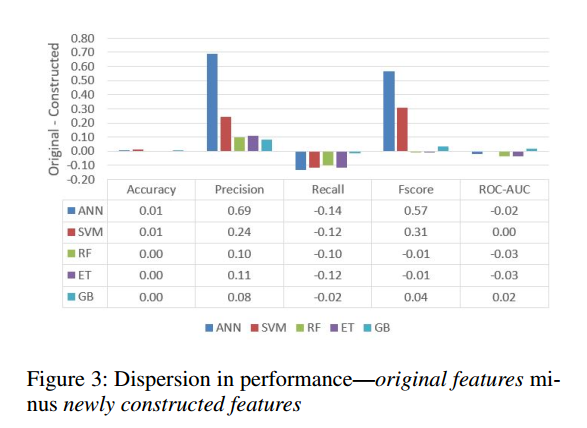 Original - Constructed
0.80
0.70
0.60
0.50
0.40
0.30
0.20
0.10
0.00
-0.10
-0.20
Accuracy Precision Recall Fscore ROC-AUC
ANN 0.01 0.69 -0.14 0.57 -0.02
SVM 0.01 0.24 -0.12 0.31 0.00
RF 0.00 0.10 -0.10 -0.01 -0.03
ET 0.00 0.11 -0.12 -0.01 -0.03
GB 0.00 0.08 -0.02 0.04 0.02
ANN SVM RF ET GB
Figure 3: Dispersion in performance—original features mi-
nus newly constructed features